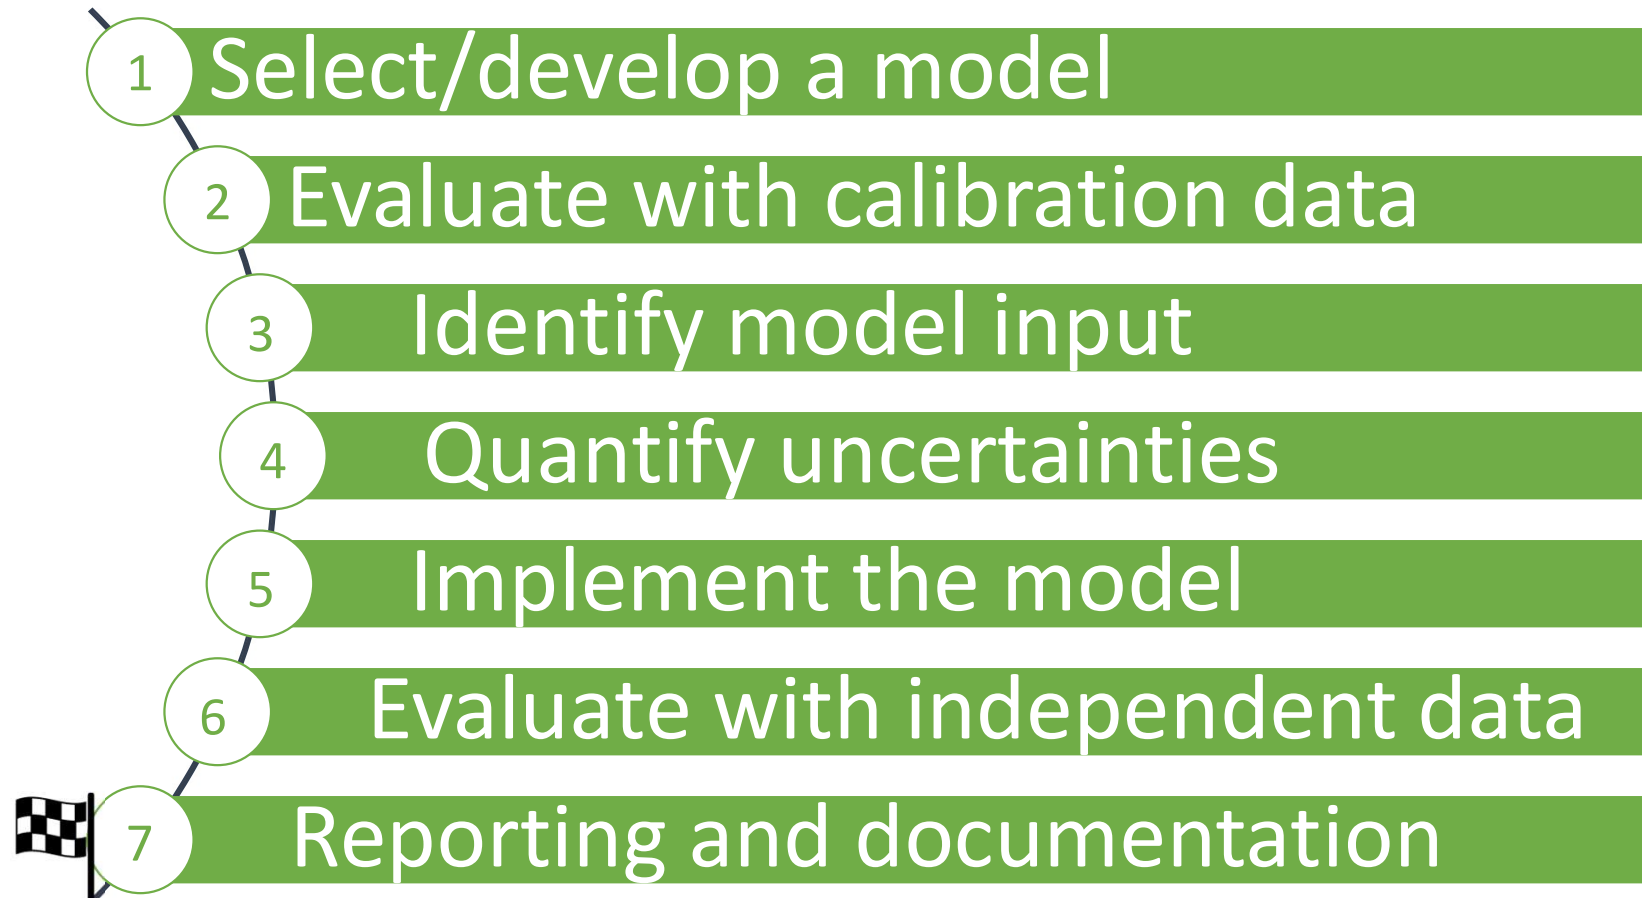 1 Select/develop a model
2 Evaluate with calibration data
3 Identify model input
4 Quantify uncertainties
5 Implement the model
6 Evaluate with independent data
7 Reporting and documentation